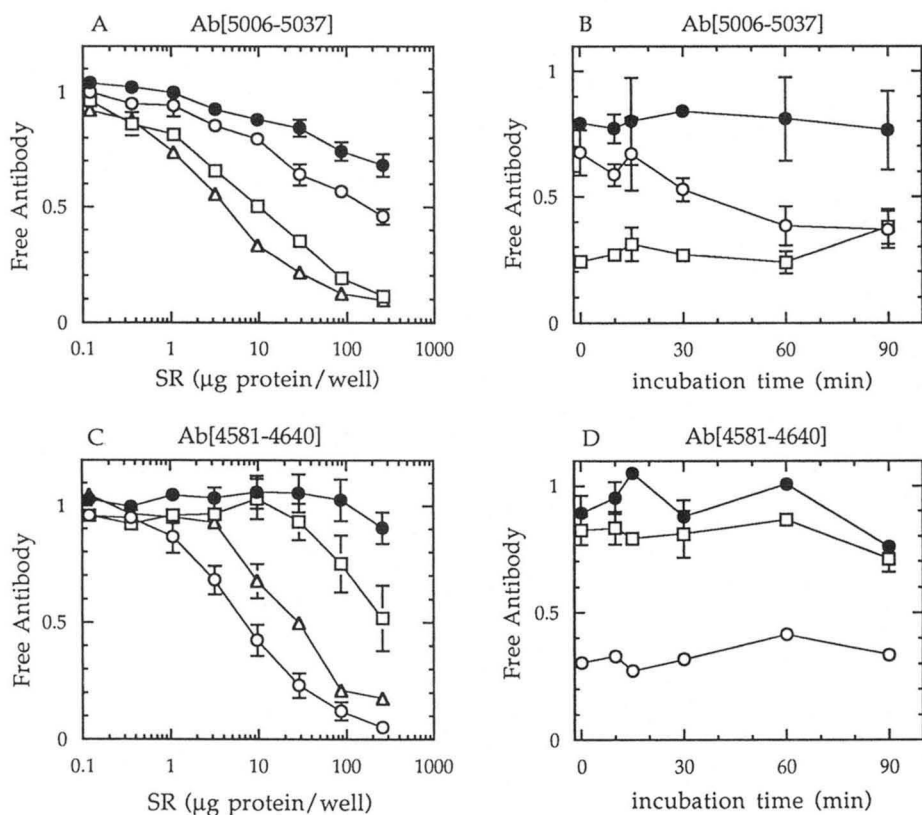 A Ab[5006-5037]
1
0.5
1
0.1 1 10 100 1000
SR (μg protein/well)
Free Antibody
B Ab[5006-5037]
1
0.5
1
0 30 60 90
incubation time (min)
Free Antibody
C Ab[4581-4640]
1
0.5
0
0.1 1 10 100 1000
SR (μg protein/well)
Free Antibody
D Ab[4581-4640]
1
0.5
0
0 30 60 90
incubation time (min)
Free Antibody